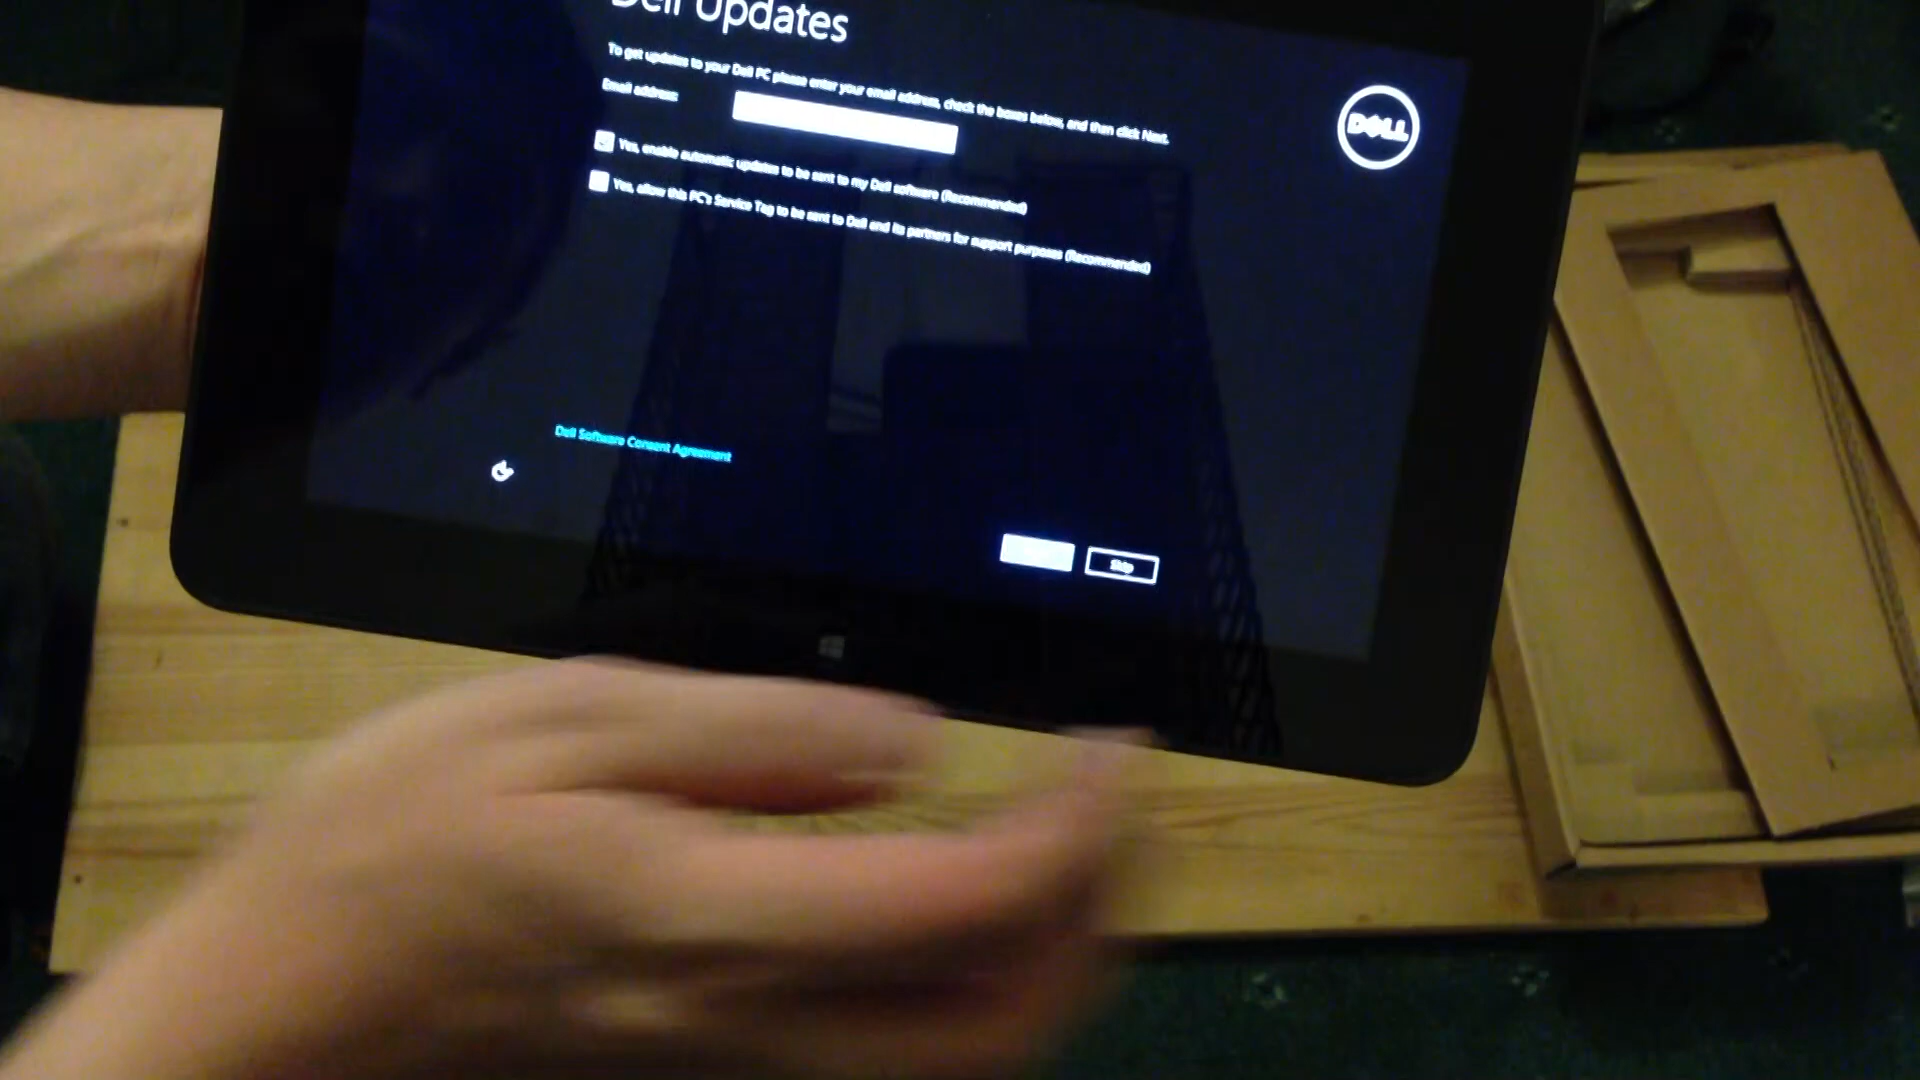 Dell Updates
To get updates to your Dell PC please enter your email address, check the boxes below, and then click Next.
Email address:
Yes, enable automatic updates to be sent to my Dell software (Recommended)
Yes, allow this PC's Service Tag to be sent to Dell and its partners for support purposes (Recommended)
DELL
Dell Software Consent Agreement
Skip